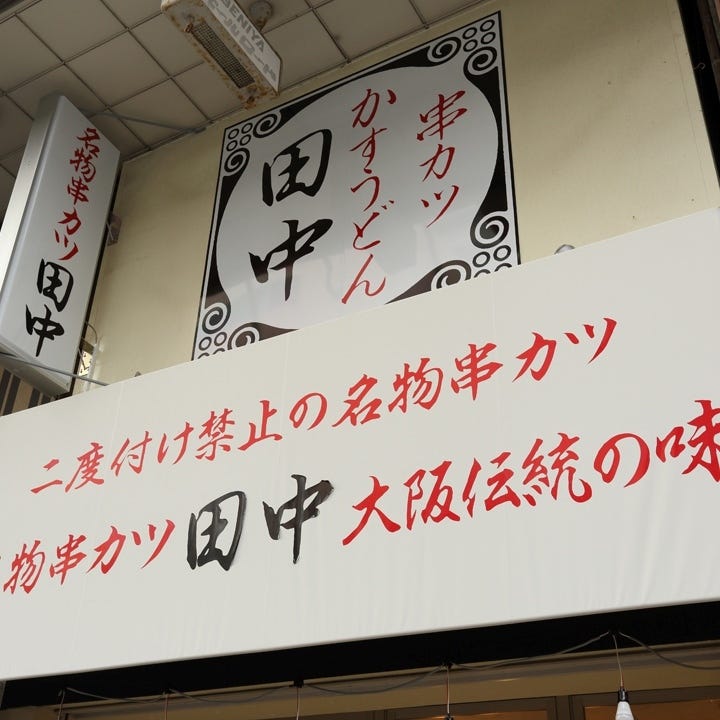 名物串カツ 田中
串カツ
かすうどん
田中
二度付け禁止の名物串カツ
物串カツ 田中 大阪伝統の味